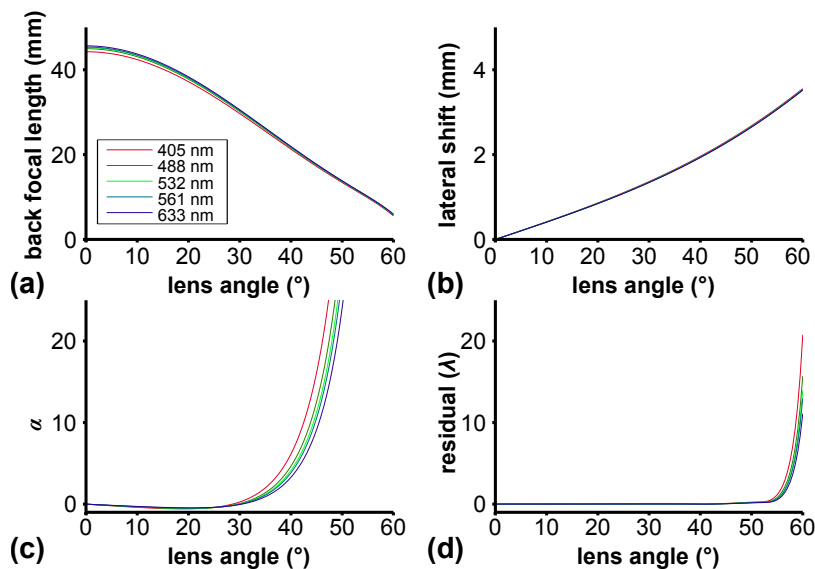 back focal length (mm)
40
20
0
405 nm
488 nm
532 nm
561 nm
633 nm
0 10 20 30 40 50 60
(a) lens angle (°)
lateral shift (mm)
4
2
0
0 10 20 30 40 50 60
(b) lens angle (°)
α
20
10
0
0 10 20 30 40 50 60
(c) lens angle (°)
residual (λ)
20
10
0
0 10 20 30 40 50 60
(d) lens angle (°)